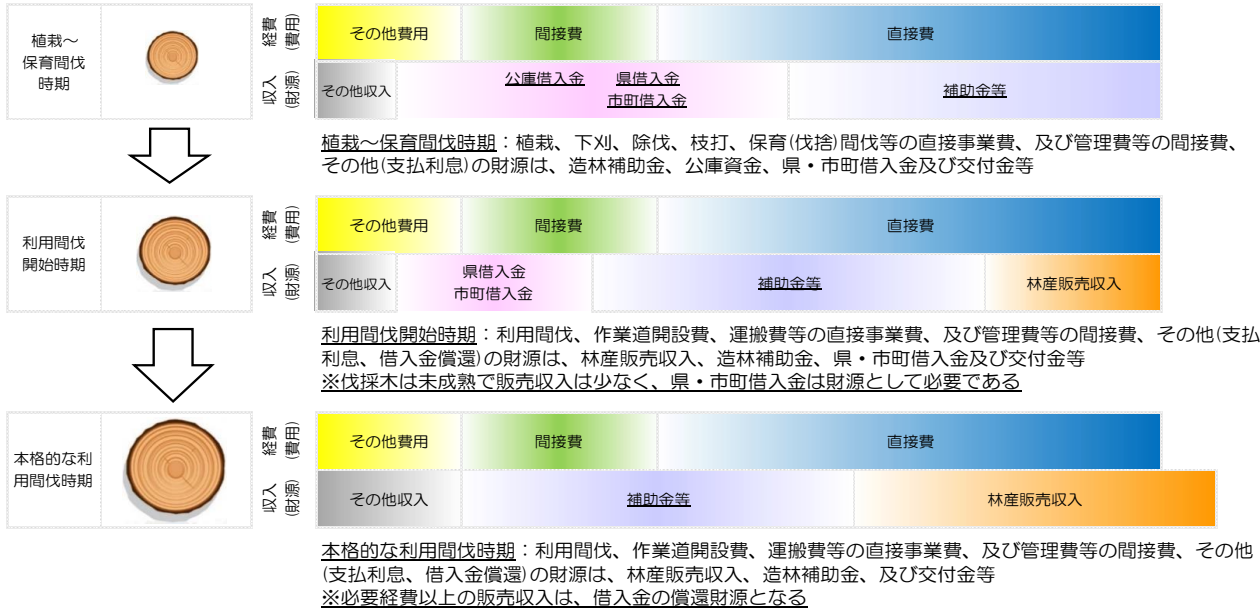 植栽～
保育間伐
時期
経費
(費用)
その他費用
間接費
直接費
収入
(財源)
その他収入
公庫借入金 県借入金
市町借入金
補助金等
植栽～保育間伐時期：植栽、下刈、除伐、枝打、保育(伐捨)間伐等の直接事業費、及び管理費等の間接費、
その他(支払利息)の財源は、造林補助金、公庫資金、県・市町借入金及び交付金等
利用間伐
開始時期
経費
(費用)
その他費用
間接費
直接費
収入
(財源)
その他収入
県借入金
市町借入金
補助金等
林産販売収入
利用間伐開始時期：利用間伐、作業道開設費、運搬費等の直接事業費、及び管理費等の間接費、その他(支払
利息、借入金償還)の財源は、林産販売収入、造林補助金、県・市町借入金及び交付金等
※伐採木は未成熟で販売収入は少なく、県・市町借入金は財源として必要である
本格的な利
用間伐時期
経費
(費用)
その他費用
間接費
直接費
収入
(財源)
その他収入
補助金等
林産販売収入
本格的な利用間伐時期：利用間伐、作業道開設費、運搬費等の直接事業費、及び管理費等の間接費、その他
(支払利息、借入金償還)の財源は、林産販売収入、造林補助金、及び交付金等
※必要経費以上の販売収入は、借入金の償還財源となる